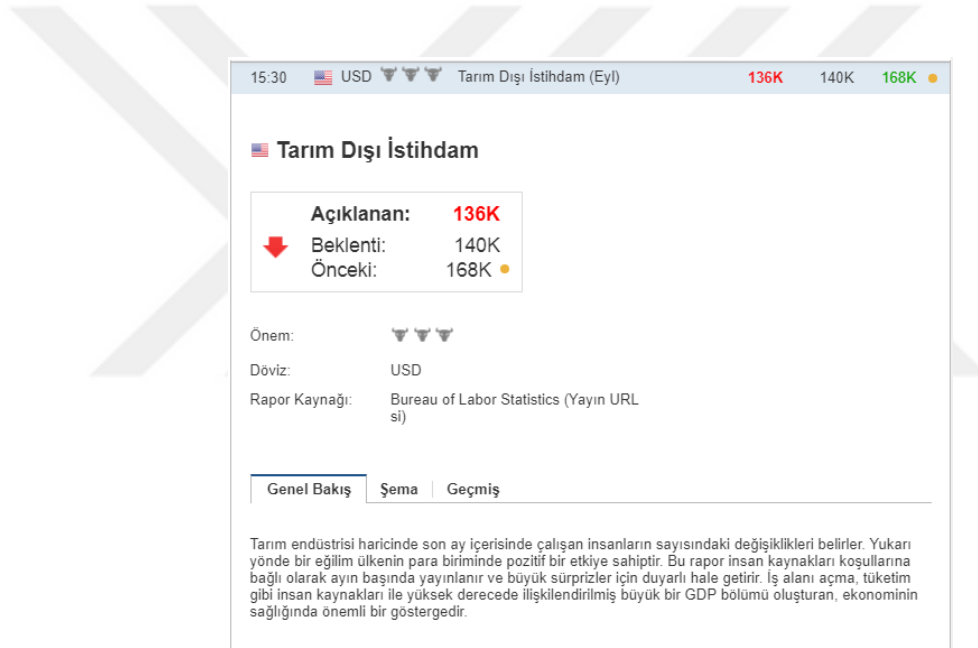 15:30 USD Tarım Dışı İstihdam (Eyl) 136K 140K 168K
Tarım Dışı İstihdam
Açıklanan: 136K
Beklenti: 140K
Önceki: 168K
Önem:
Döviz: USD
Rapor Kaynağı: Bureau of Labor Statistics (Yayın URL
si)
Genel Bakış Şema Geçmiş
Tarım endüstrisi haricinde son ay içerisinde çalışan insanların sayısındaki değişiklikleri belirler. Yukarı
yönde bir eğilim ülkenin para biriminde pozitif bir etkiye sahiptir. Bu rapor insan kaynakları koşullarına
bağlı olarak ayın başında yayınlanır ve büyük sürprizler için duyarlı hale getirir. İş alanı açma, tüketim
gibi insan kaynakları ile yüksek derecede ilişkilendirilmiş büyük bir GDP bölümü oluşturan, ekonominin
sağlığında önemli bir göstergedir.